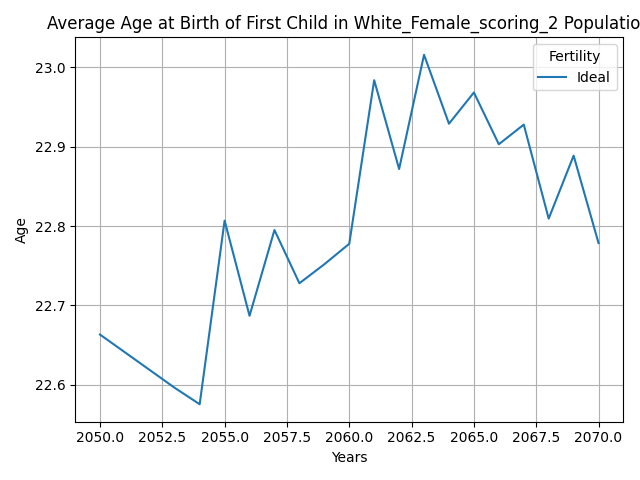 Average Age at Birth of First Child in White_Female_scoring_2 Populatio
Fertility
Ideal
23.0
22.9
22.8
22.7
22.6
Age
2050.0 2052.5 2055.0 2057.5 2060.0 2062.5 2065.0 2067.5 2070.0
Years